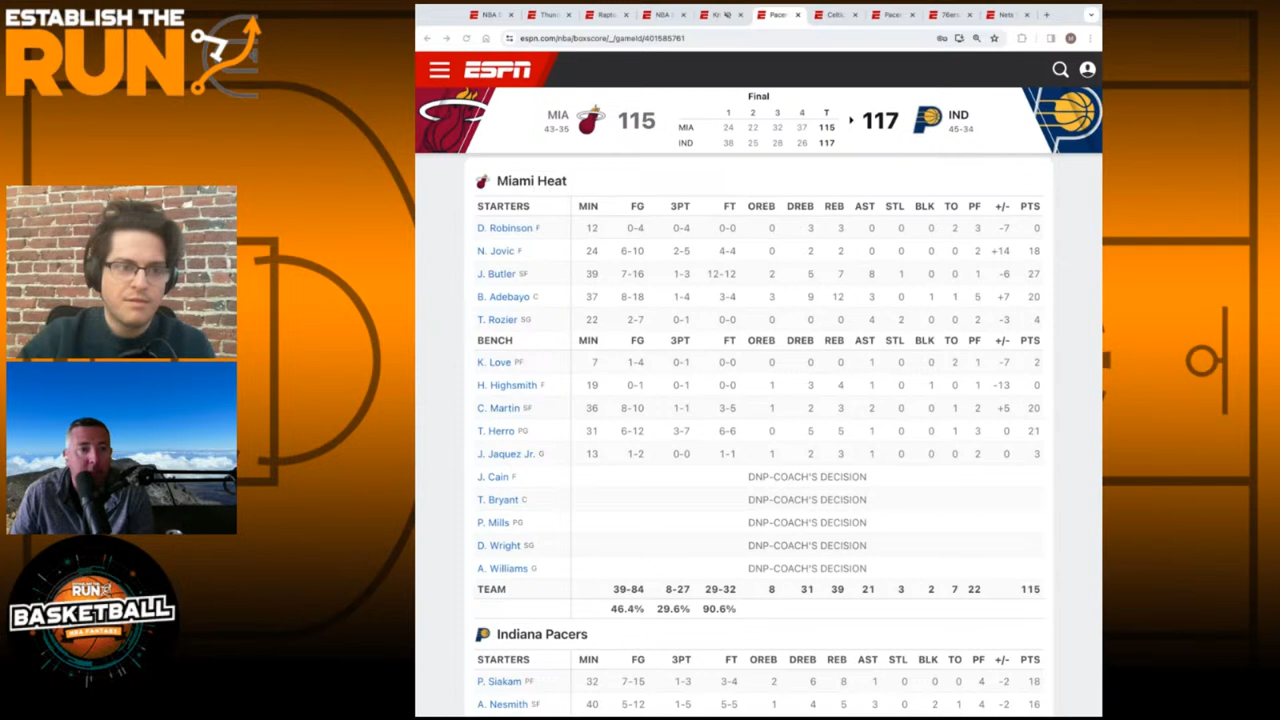 ESTABLISH THE
RUN
NBA
Thun
Rapt
NBA
Kn
Pacer
Celti
Pacer
76er
Nets
espn.com/nba/boxscore/_/gameId/401585761
M
ESPN
Final
MIA 115
43-35
1 2 3 4 T
MIA 24 22 32 37 115
IND 38 25 28 26 117
117 IND
45-34
Miami Heat
STARTERS MIN FG 3PT FT OREB DREB REB AST STL BLK TO PF +/- PTS
D. Robinson F 12 0-4 0-4 0-0 0 3 3 0 0 0 2 3 -7 0
N. Jovic F 24 6-10 2-5 4-4 0 2 2 0 0 0 0 2 +14 18
J. Butler SF 39 7-16 1-3 12-12 2 5 7 8 1 0 0 1 -6 27
B. Adebayo C 37 8-18 1-4 3-4 3 9 12 3 0 1 1 5 +7 20
T. Rozier SG 22 2-7 0-1 0-0 0 0 0 4 2 0 0 2 -3 4
BENCH MIN FG 3PT FT OREB DREB REB AST STL BLK TO PF +/- PTS
K. Love PF 7 1-4 0-1 0-0 0 0 0 1 0 0 2 1 -7 2
H. Highsmith F 19 0-1 0-1 0-0 1 3 4 1 0 1 0 1 -13 0
C. Martin SF 36 8-10 1-1 3-5 1 2 3 2 0 0 1 2 +5 20
T. Herro PG 31 6-12 3-7 6-6 0 5 5 1 0 0 1 3 0 21
J. Jaquez Jr. G 13 1-2 0-0 1-1 1 2 3 1 0 0 0 2 0 3
J. Cain F DNP-COACH'S DECISION
T. Bryant C DNP-COACH'S DECISION
P. Mills PG DNP-COACH'S DECISION
D. Wright SG DNP-COACH'S DECISION
A. Williams G DNP-COACH'S DECISION
TEAM 39-84 8-27 29-32 8 31 39 21 3 2 7 22 115
46.4% 29.6% 90.6%
Indiana Pacers
STARTERS MIN FG 3PT FT OREB DREB REB AST STL BLK TO PF +/- PTS
P. Siakam PF 32 7-15 1-3 3-4 2 6 8 1 0 0 0 4 -2 18
A. Nesmith SF 40 5-12 1-5 5-5 1 4 5 3 0 2 1 4 -2 16
ESTABLISH THE
RUN
BASKETBALL
NBA FANTASY